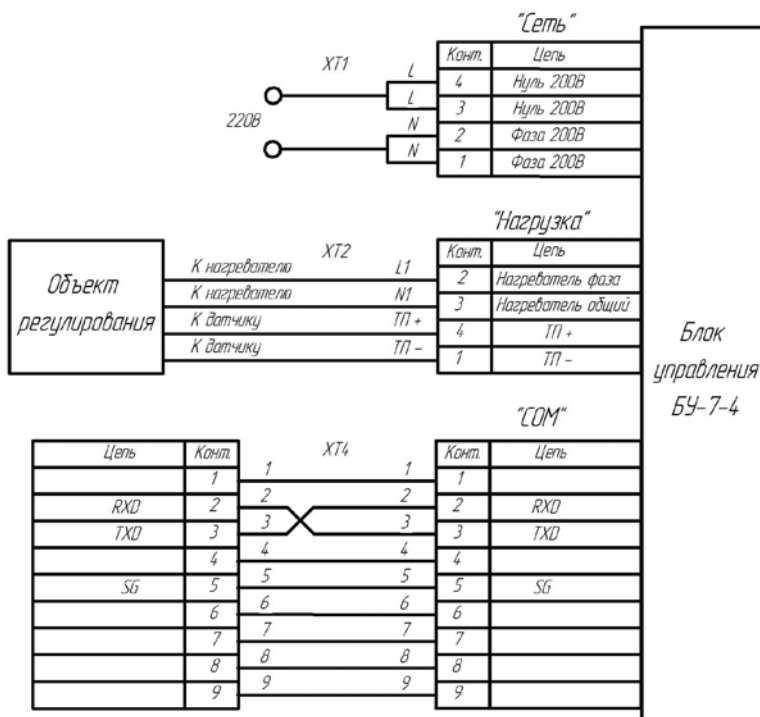 "Сеть"
ХТ1
Конт. Цепь
L 4 Нуль 200В
L 3 Нуль 200В
220В
N 2 Фаза 200В
N 1 Фаза 200В
"Нагрузка"
ХТ2
Конт. Цепь
К нагревателю L1 2 Нагреватель фаза
К нагревателю N1 3 Нагреватель общий
К датчику ТП + 4 ТП +
К датчику ТП – 1 ТП –
Объект
регулирования
Блок
управления
БУ-7-4
"COM"
ХТ4
Цепь Конт. Конт. Цепь
1 1 1 1
RXD 2 2 2 2 RXD
TXD 3 3 3 3 TXD
4 4 4 4
SG 5 5 5 5 SG
6 6 6 6
7 7 7 7
8 8 8 8
9 9 9 9